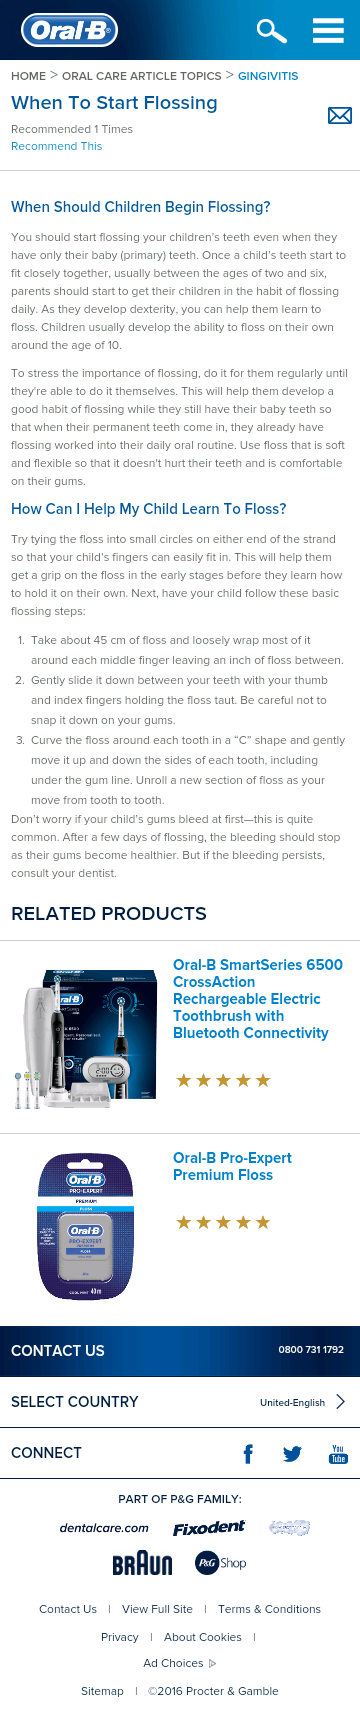 Oral-B
HOME > ORAL CARE ARTICLE TOPICS > GINGIVITIS
When To Start Flossing
Recommended 1 Times
Recommend This
When Should Children Begin Flossing?
You should start flossing your children's teeth even when they
have only their baby (primary) teeth. Once a child's teeth start to
fit closely together, usually between the ages of two and six,
parents should start to get their children in the habit of flossing
daily. As they develop dexterity, you can help them learn to
floss. Children usually develop the ability to floss on their own
around the age of 10.
To stress the importance of flossing, do it for them regularly until
they're able to do it themselves. This will help them develop a
good habit of flossing while they still have their baby teeth so
that when their permanent teeth come in, they already have
flossing worked into their daily oral routine. Use floss that is soft
and flexible so that it doesn't hurt their teeth and is comfortable
on their gums.
How Can I Help My Child Learn To Floss?
Try tying the floss into small circles on either end of the strand
so that your child's fingers can easily fit in. This will help them
get a grip on the floss in the early stages before they learn how
to hold it on their own. Next, have your child follow these basic
flossing steps:
1. Take about 45 cm of floss and loosely wrap most of it
around each middle finger leaving an inch of floss between.
2. Gently slide it down between your teeth with your thumb
and index fingers holding the floss taut. Be careful not to
snap it down on your gums.
3. Curve the floss around each tooth in a “C” shape and gently
move it up and down the sides of each tooth, including
under the gum line. Unroll a new section of floss as your
move from tooth to tooth.
Don't worry if your child's gums bleed at first—this is quite
common. After a few days of flossing, the bleeding should stop
as their gums become healthier. But if the bleeding persists,
consult your dentist.
RELATED PRODUCTS
Oral-B SmartSeries 6500
CrossAction
Rechargeable Electric
Toothbrush with
Bluetooth Connectivity
Oral-B
Oral-B Pro-Expert
Premium Floss
Oral-B
PRO-EXPERT
PREMIUM
FLOSS
Oral-B
PRO-EXPERT
PREMIUM
FLOSS
COOL MINT 40m
CONTACT US 0800 731 1792
SELECT COUNTRY United-English
CONNECT You Tube
PART OF P&G FAMILY:
dentalcare.com Fixodent
BRAUN P&G Shop
Contact Us | View Full Site | Terms & Conditions
Privacy | About Cookies |
Ad Choices
Sitemap | ©2016 Procter & Gamble